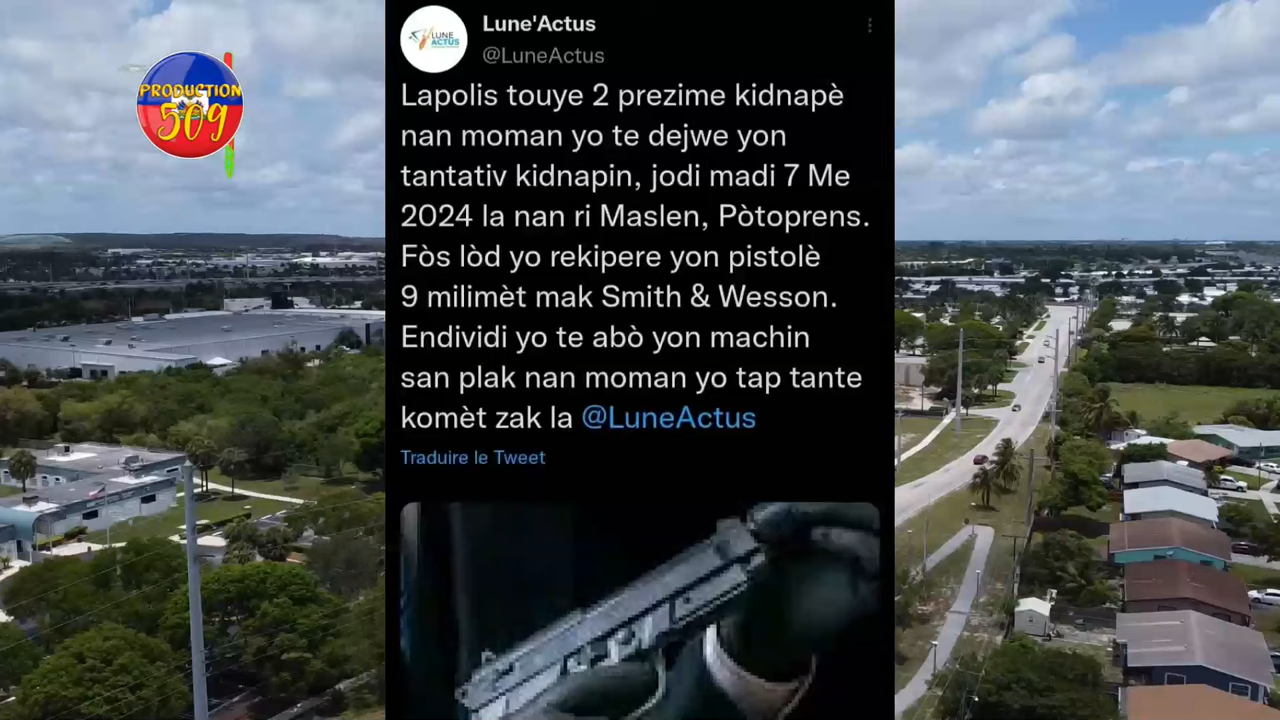 PRODUCTION
509
LUNE
ACTUS
Lune'Actus
@LuneActus
Lapolis touye 2 prezime kidnapè
nan moman yo te dejwe yon
tantativ kidnapin, jodi madi 7 Me
2024 la nan ri Maslen, Pòtoprens.
Fòs lòd yo rekipere yon pistolè
9 milimèt mak Smith & Wesson.
Endividi yo te abò yon machin
san plak nan moman yo tap tante
komèt zak la @LuneActus
Traduire le Tweet